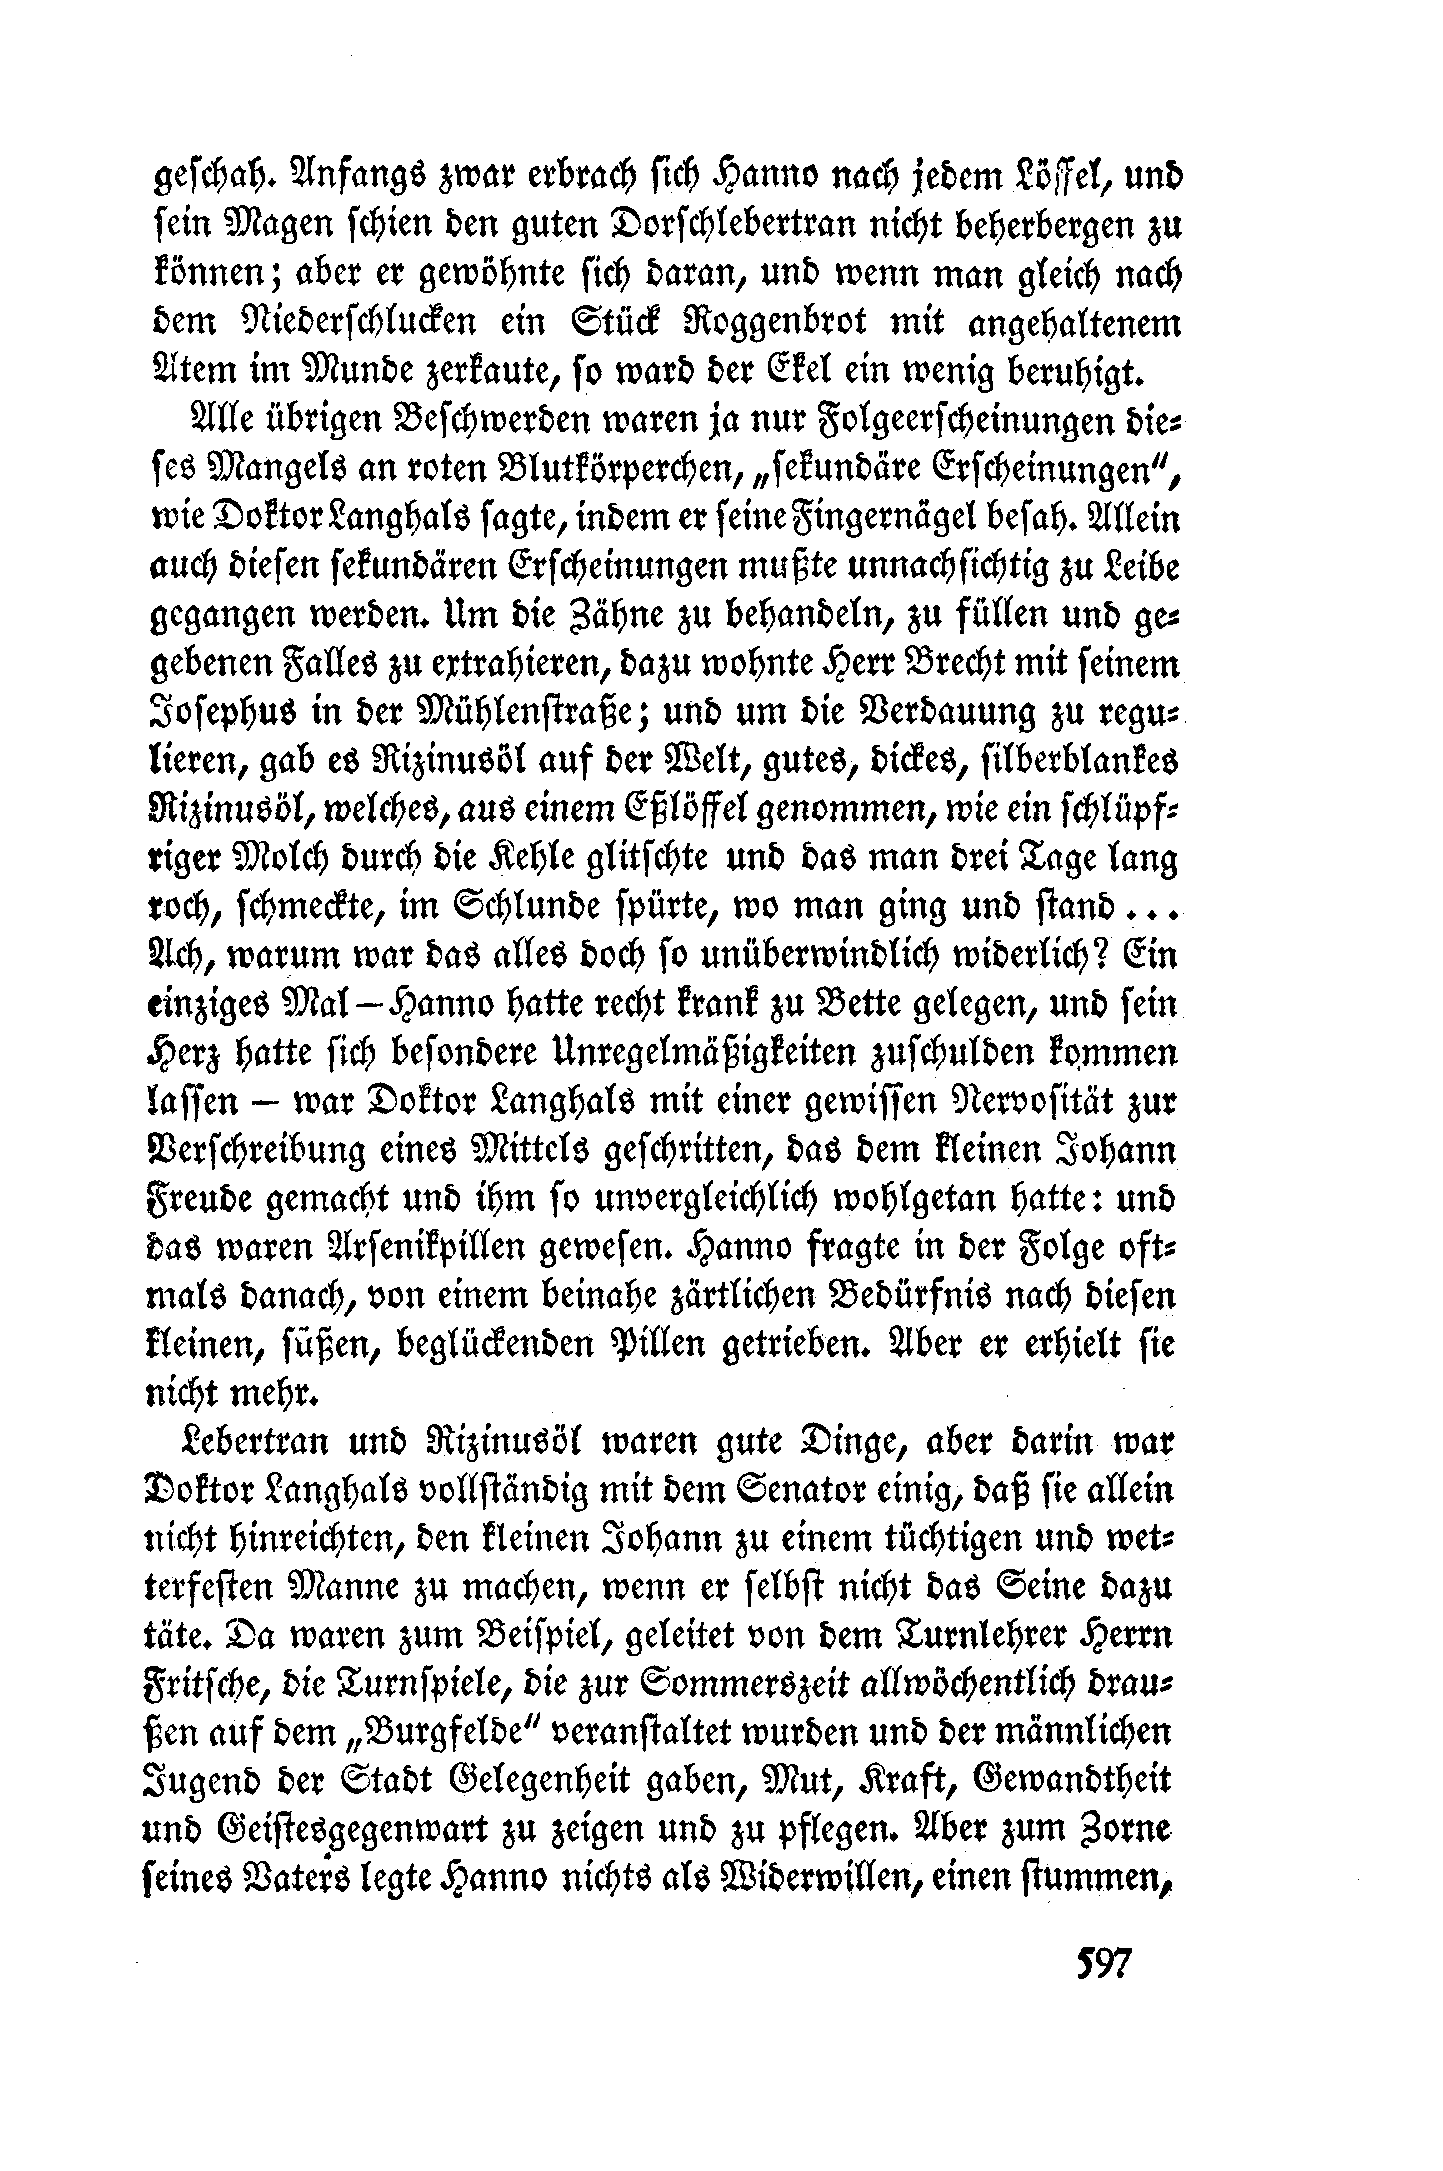 geschah. Anfangs zwar erbrach sich Hanno nach jedem Löffel, und
sein Magen schien den guten Dorschlebertran nicht beherbergen zu
können; aber er gewöhnte sich daran, und wenn man gleich nach
dem Niederschlucken ein Stück Roggenbrot mit angehaltenem
Atem im Munde zerkaute, so ward der Ekel ein wenig beruhigt.
Alle übrigen Beschwerden waren ja nur Folgeerscheinungen die-
ses Mangels an roten Blutkörperchen, „sekundäre Erscheinungen“,
wie Doktor Langhals sagte, indem er seine Fingernägel besah. Allein
auch diesen sekundären Erscheinungen mußte unnachsichtig zu Leibe
gegangen werden. Um die Zähne zu behandeln, zu füllen und ge-
gebenen Falles zu extrahieren, dazu wohnte Herr Brecht mit seinem
Josephus in der Mühlenstraße; und um die Verdauung zu regu-
lieren, gab es Rizinusöl auf der Welt, gutes, dickes, silberblankes
Rizinusöl, welches, aus einem Eßlöffel genommen, wie ein schlüpf-
riger Molch durch die Kehle glitschte und das man drei Tage lang
roch, schmeckte, im Schlunde spürte, wo man ging und stand ...
Ach, warum war das alles doch so unüberwindlich widerlich? Ein
einziges Mal — Hanno hatte recht krank zu Bette gelegen, und sein
Herz hatte sich besondere Unregelmäßigkeiten zuschulden kommen
lassen — war Doktor Langhals mit einer gewissen Nervosität zur
Verschreibung eines Mittels geschritten, das dem kleinen Johann
Freude gemacht und ihm so unvergleichlich wohlgetan hatte: und
das waren Arsenikpillen gewesen. Hanno fragte in der Folge oft-
mals danach, von einem beinahe zärtlichen Bedürfnis nach diesen
kleinen, süßen, beglückenden Pillen getrieben. Aber er erhielt sie
nicht mehr.
Lebertran und Rizinusöl waren gute Dinge, aber darin war
Doktor Langhals vollständig mit dem Senator einig, daß sie allein
nicht hinreichten, den kleinen Johann zu einem tüchtigen und wet-
terfesten Manne zu machen, wenn er selbst nicht das Seine dazu
täte. Da waren zum Beispiel, geleitet von dem Turnlehrer Herrn
Fritsche, die Turnspiele, die zur Sommerszeit allwöchentlich drau-
ßen auf dem „Burgfelde“ veranstaltet wurden und der männlichen
Jugend der Stadt Gelegenheit gaben, Mut, Kraft, Gewandtheit
und Geistesgegenwart zu zeigen und zu pflegen. Aber zum Zorne
seines Vaters legte Hanno nichts als Widerwillen, einen stummen,
597